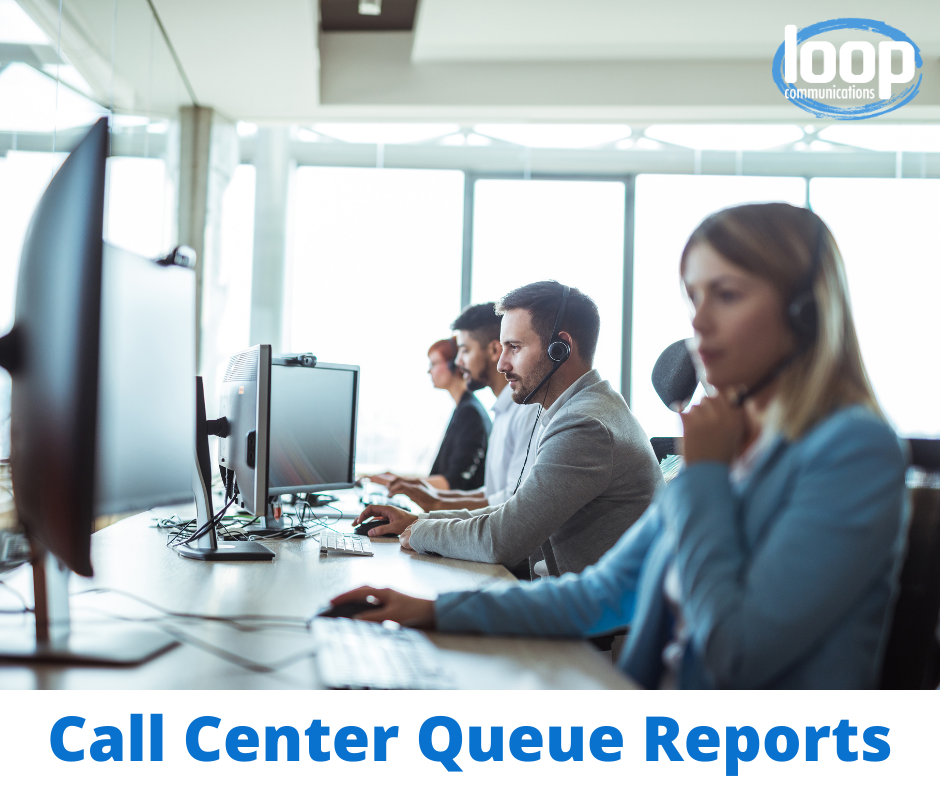 loop
communications
Call Center Queue Reports